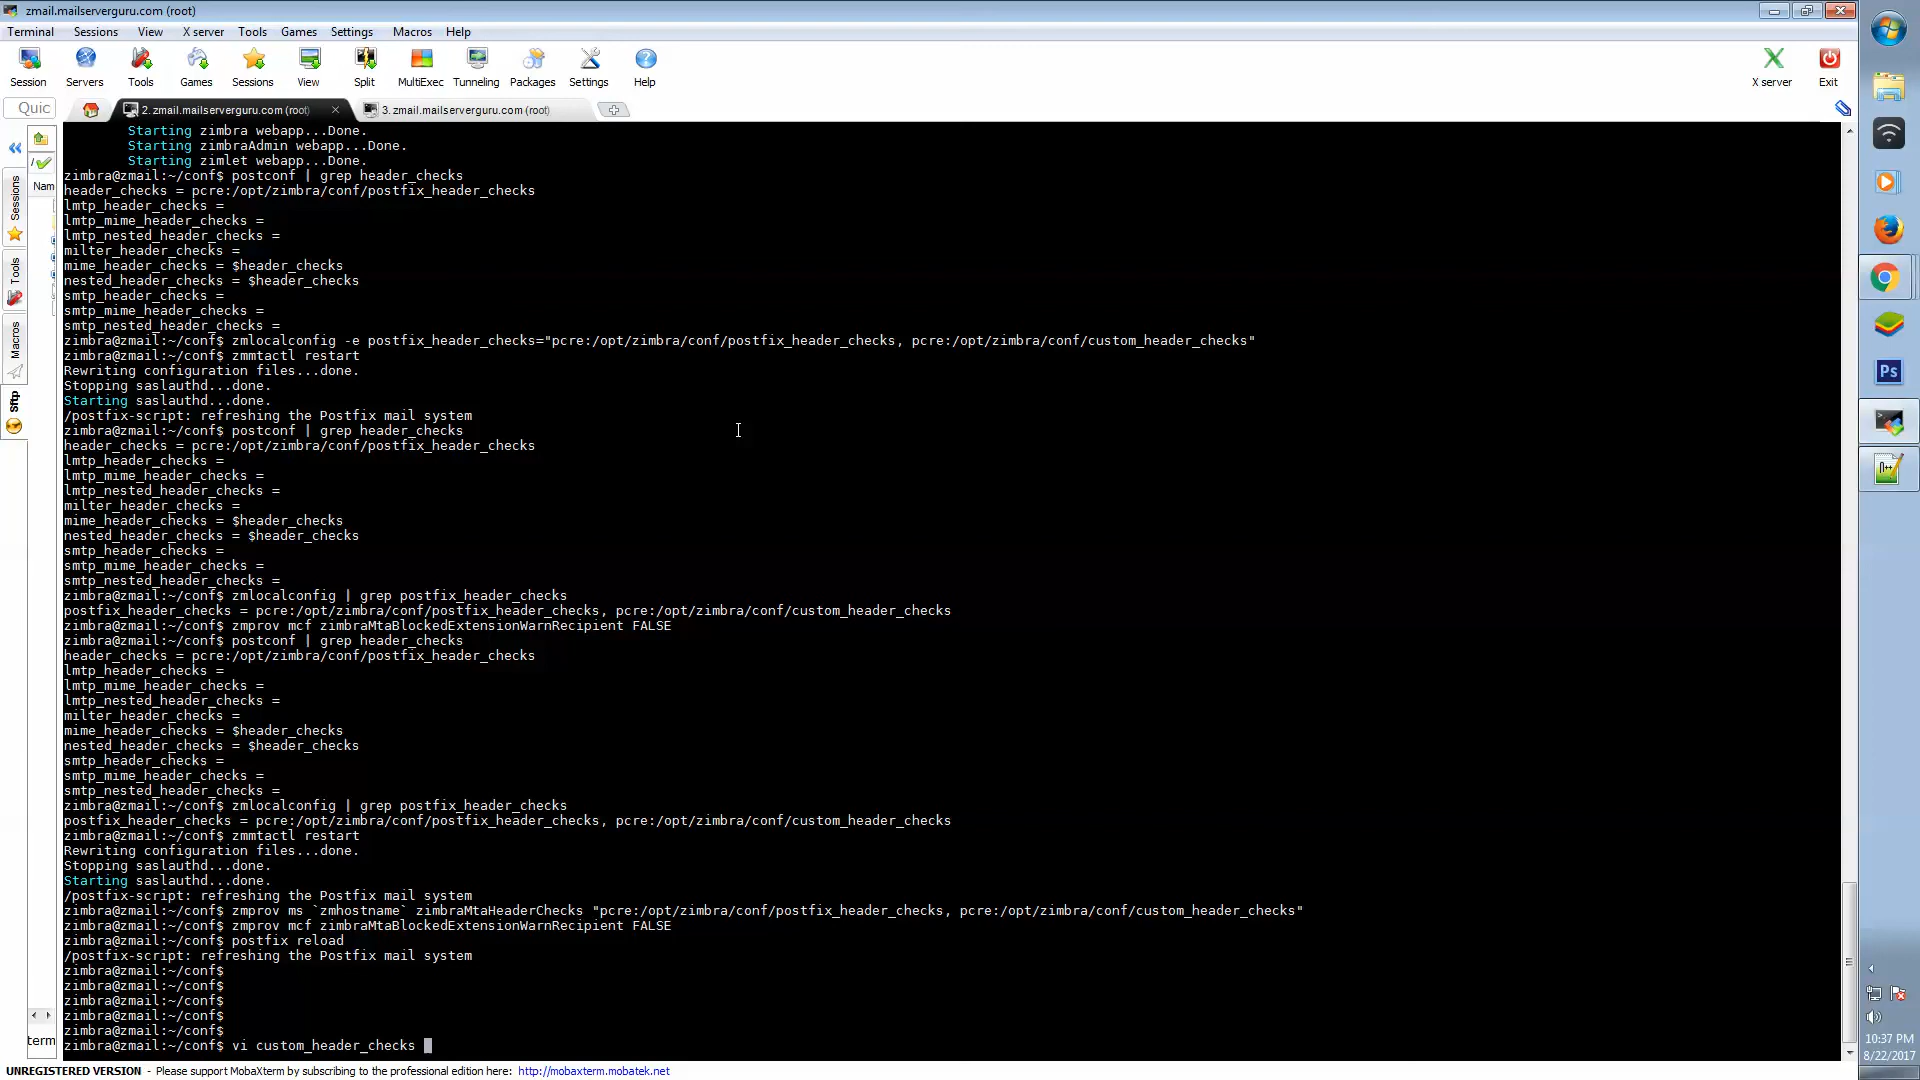 zmail.mailserverguru.com (root)
Terminal Sessions View X server Tools Games Settings Macros Help
Session Servers Tools Games Sessions View Split MultiExec Tunneling Packages Settings Help X server Exit
Quic
2. zmail.mailserverguru.com (root)
3. zmail.mailserverguru.com (root)
Nam
Sessions
Tools
Macros
Sftp
term
Starting zimbra webapp...Done.
Starting zimbraAdmin webapp...Done.
Starting zimlet webapp...Done.
zimbra@zmail:~/conf$ postconf | grep header_checks
header_checks = pcre:/opt/zimbra/conf/postfix_header_checks
lmtp_header_checks =
lmtp_mime_header_checks =
lmtp_nested_header_checks =
milter_header_checks =
mime_header_checks = $header_checks
nested_header_checks = $header_checks
smtp_header_checks =
smtp_mime_header_checks =
smtp_nested_header_checks =
zimbra@zmail:~/conf$ zmlocalconfig -e postfix_header_checks="pcre:/opt/zimbra/conf/postfix_header_checks, pcre:/opt/zimbra/conf/custom_header_checks"
zimbra@zmail:~/conf$ zmmtactl restart
Rewriting configuration files...done.
Stopping saslauthd...done.
Starting saslauthd...done.
/postfix-script: refreshing the Postfix mail system
zimbra@zmail:~/conf$ postconf | grep header_checks
header_checks = pcre:/opt/zimbra/conf/postfix_header_checks
lmtp_header_checks =
lmtp_mime_header_checks =
lmtp_nested_header_checks =
milter_header_checks =
mime_header_checks = $header_checks
nested_header_checks = $header_checks
smtp_header_checks =
smtp_mime_header_checks =
smtp_nested_header_checks =
zimbra@zmail:~/conf$ zmlocalconfig | grep postfix_header_checks
postfix_header_checks = pcre:/opt/zimbra/conf/postfix_header_checks, pcre:/opt/zimbra/conf/custom_header_checks
zimbra@zmail:~/conf$ zmprov mcf zimbraMtaBlockedExtensionWarnRecipient FALSE
zimbra@zmail:~/conf$ postconf | grep header_checks
header_checks = pcre:/opt/zimbra/conf/postfix_header_checks
lmtp_header_checks =
lmtp_mime_header_checks =
lmtp_nested_header_checks =
milter_header_checks =
mime_header_checks = $header_checks
nested_header_checks = $header_checks
smtp_header_checks =
smtp_mime_header_checks =
smtp_nested_header_checks =
zimbra@zmail:~/conf$ zmlocalconfig | grep postfix_header_checks
postfix_header_checks = pcre:/opt/zimbra/conf/postfix_header_checks, pcre:/opt/zimbra/conf/custom_header_checks
zimbra@zmail:~/conf$ zmmtactl restart
Rewriting configuration files...done.
Stopping saslauthd...done.
Starting saslauthd...done.
/postfix-script: refreshing the Postfix mail system
zimbra@zmail:~/conf$ zmprov ms `zmhostname` zimbraMtaHeaderChecks "pcre:/opt/zimbra/conf/postfix_header_checks, pcre:/opt/zimbra/conf/custom_header_checks"
zimbra@zmail:~/conf$ zmprov mcf zimbraMtaBlockedExtensionWarnRecipient FALSE
zimbra@zmail:~/conf$ postfix reload
/postfix-script: refreshing the Postfix mail system
zimbra@zmail:~/conf$
zimbra@zmail:~/conf$
zimbra@zmail:~/conf$
zimbra@zmail:~/conf$
zimbra@zmail:~/conf$
zimbra@zmail:~/conf$ vi custom_header_checks
UNREGISTERED VERSION - Please support MobaXterm by subscribing to the professional edition here: http://mobaxterm.mobatek.net
Ps
10:37 PM
8/22/2017